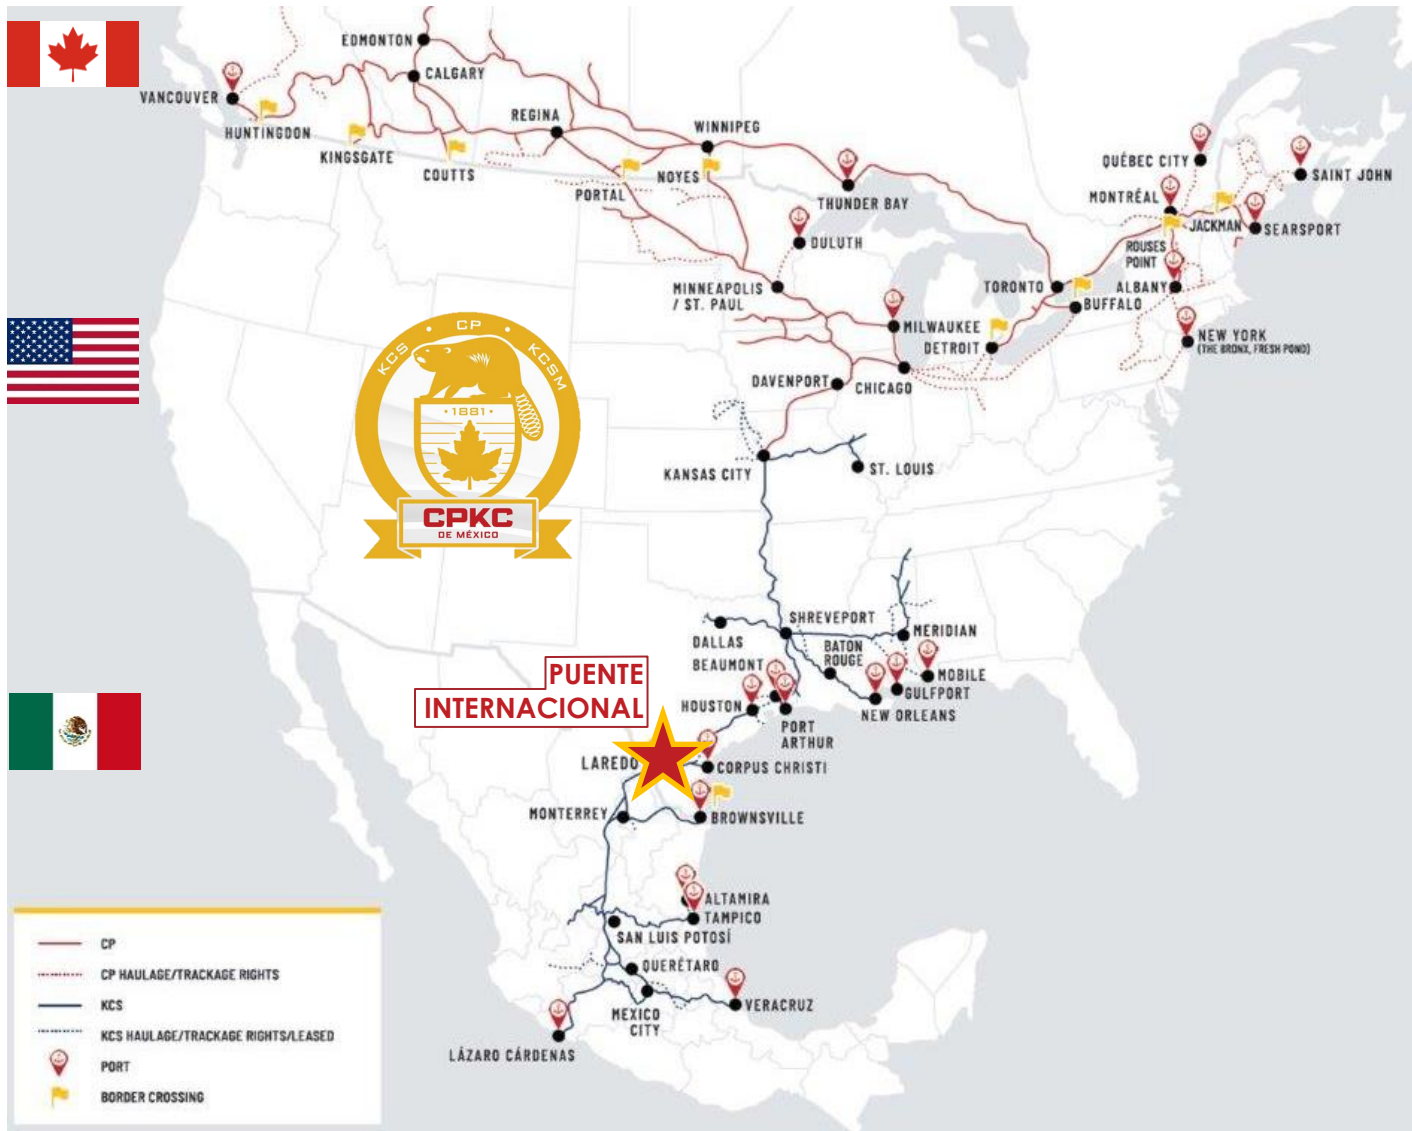 EDMONTON
CALGARY
VANCOUVER
HUNTINGDON
KINGSGATE
COUTTS
REGINA
WINNIPEG
PORTAL
NOYES
THUNDER BAY
DULUTH
MINNEAPOLIS
/ ST. PAUL
QUÉBEC CITY
SAINT JOHN
MONTRÉAL
JACKMAN
SEARSPORT
ROUSES
POINT
TORONTO
ALBANY
BUFFALO
MILWAUKEE
DETROIT
NEW YORK
(THE BRONX, FRESH POND)
DAVENPORT
CHICAGO
KCS • CP • KCSM
• 1881 •
CPKC
DE MÉXICO
KANSAS CITY
ST. LOUIS
SHREVEPORT
DALLAS
MERIDIAN
BATON
ROUGE
BEAUMONT
MOBILE
GULFPORT
HOUSTON
NEW ORLEANS
PORT
ARTHUR
PUENTE
INTERNACIONAL
LAREDO
CORPUS CHRISTI
MONTERREY
BROWNSVILLE
ALTAMIRA
TAMPICO
SAN LUIS POTOSÍ
QUERÉTARO
VERACRUZ
MEXICO
CITY
LÁZARO CÁRDENAS
CP
CP HAULAGE/TRACKAGE RIGHTS
KCS
KCS HAULAGE/TRACKAGE RIGHTS/LEASED
PORT
BORDER CROSSING